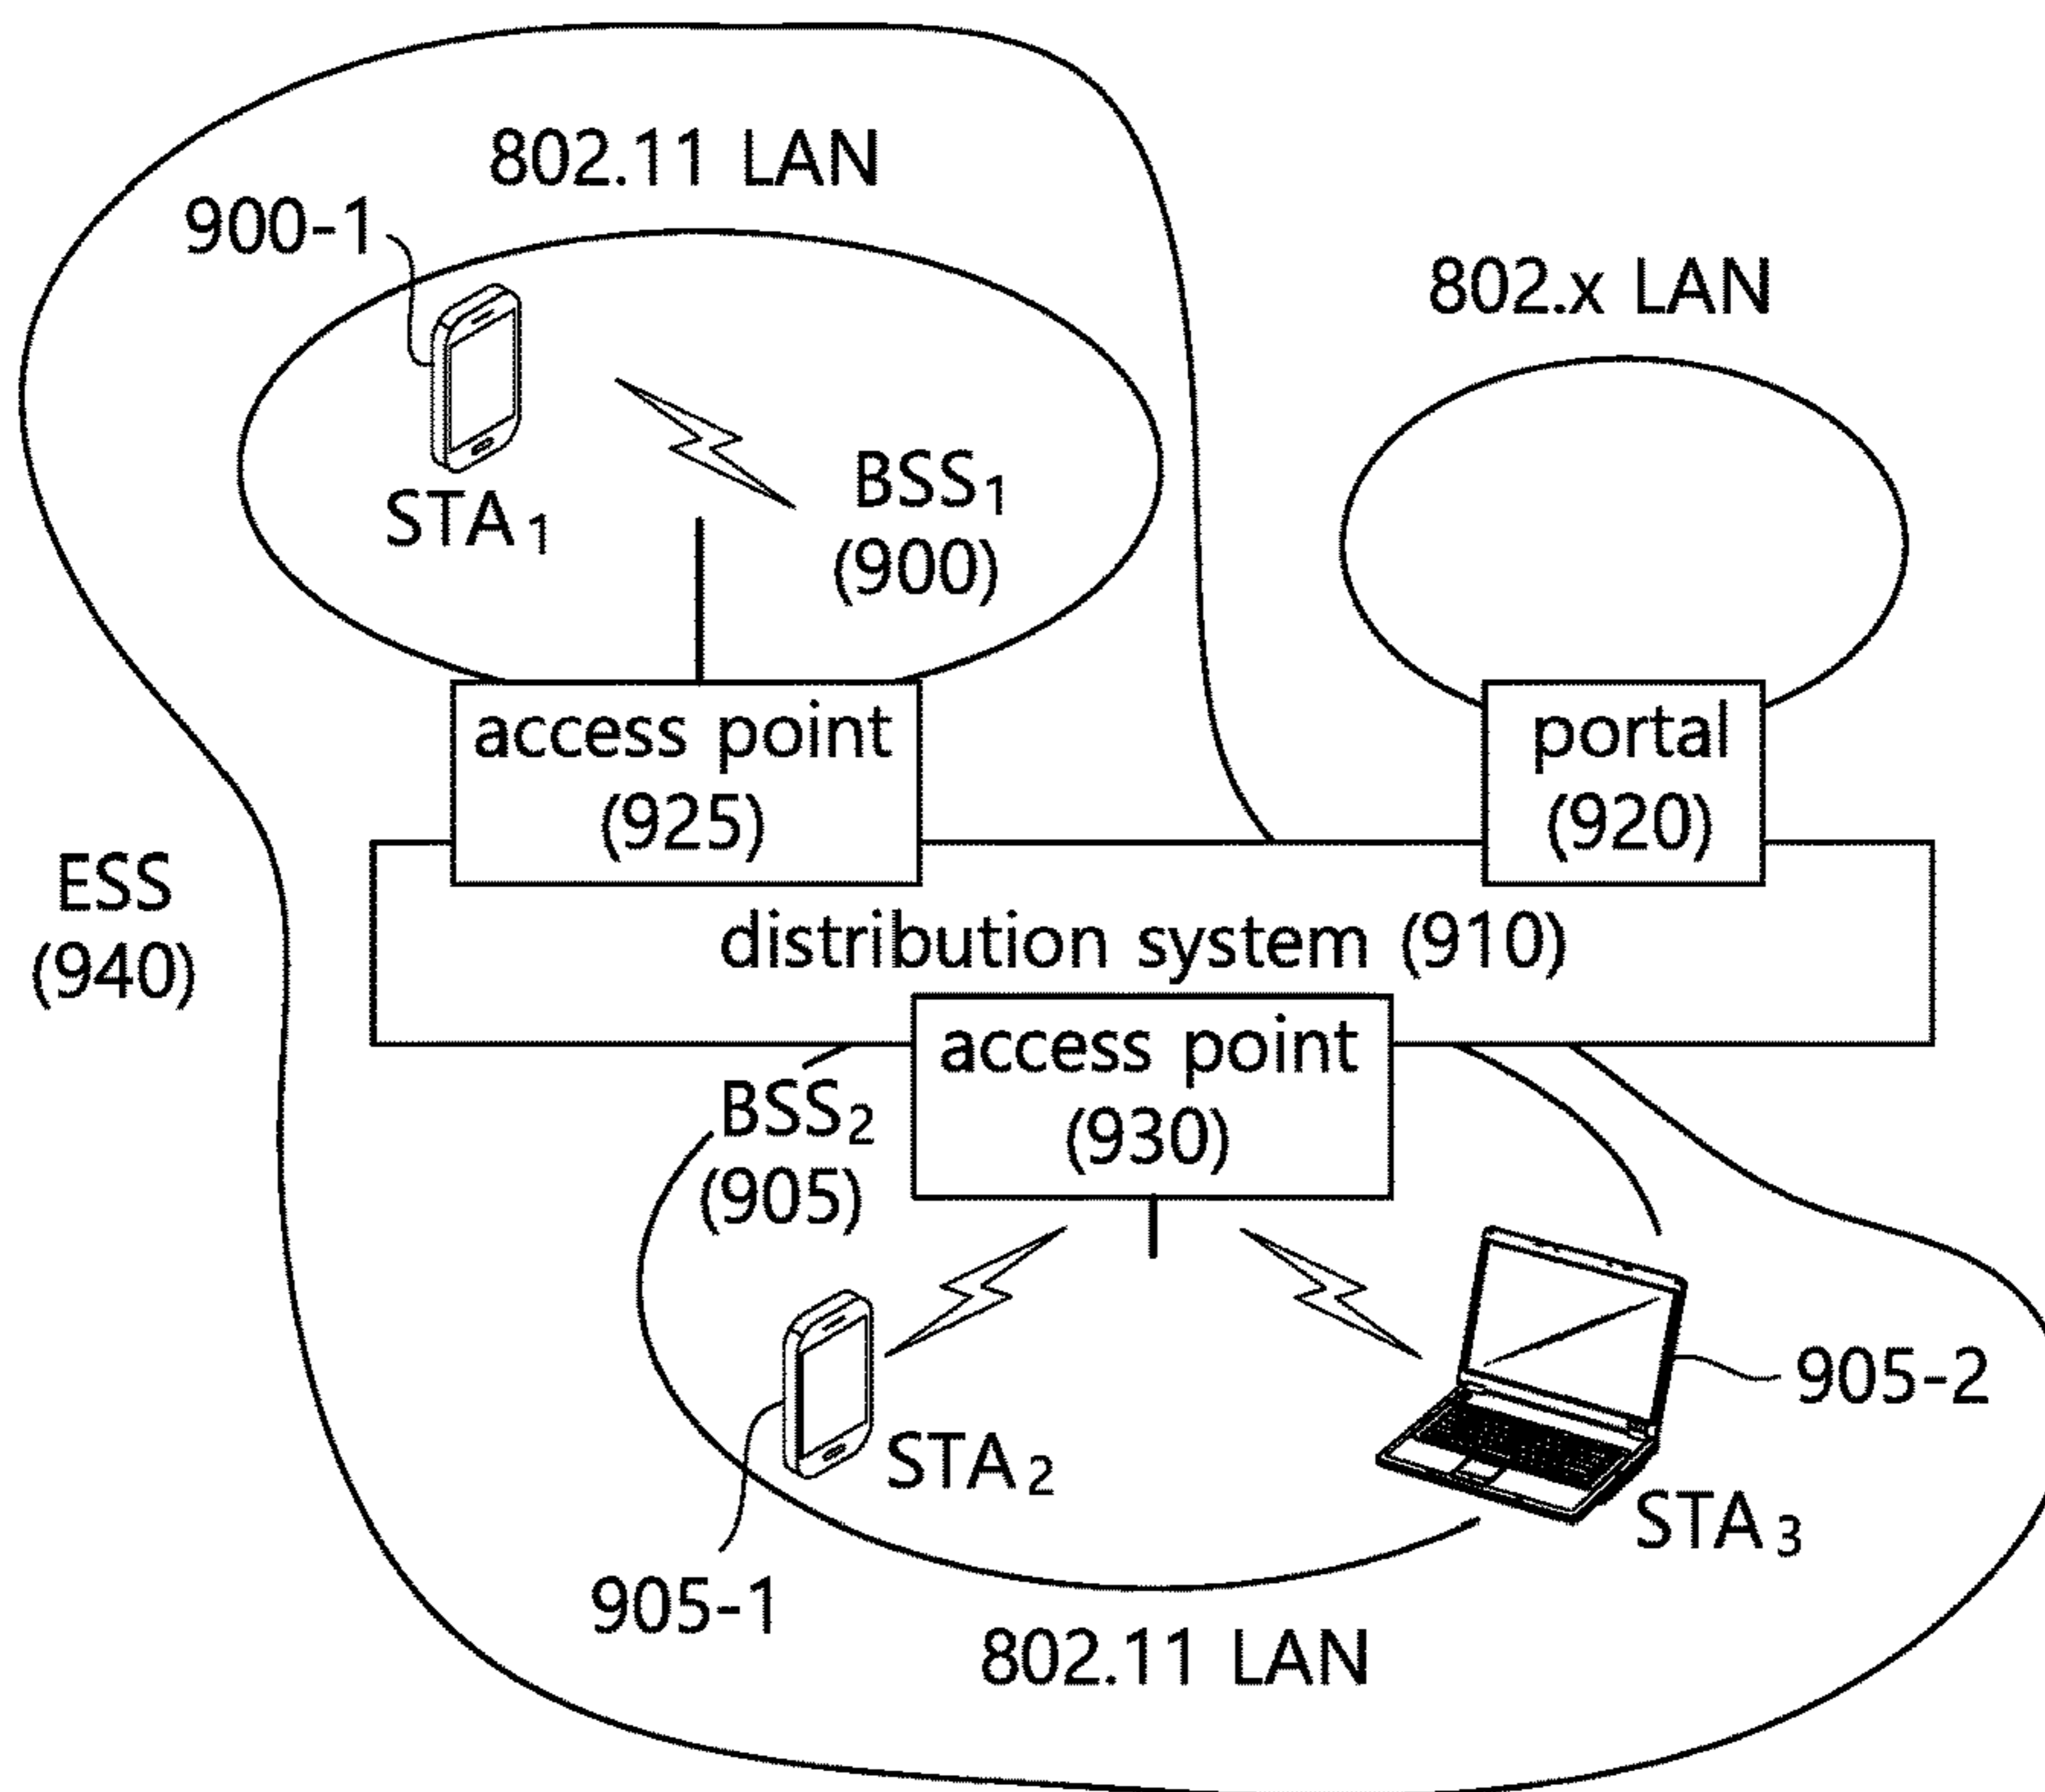 802.11 LAN
900-1
802.x LAN
STA1
BSS1
(900)
access point
(925)
portal
(920)
ESS
(940)
distribution system (910)
access point
(930)
BSS2
(905)
905-2
STA2
STA3
905-1
802.11 LAN